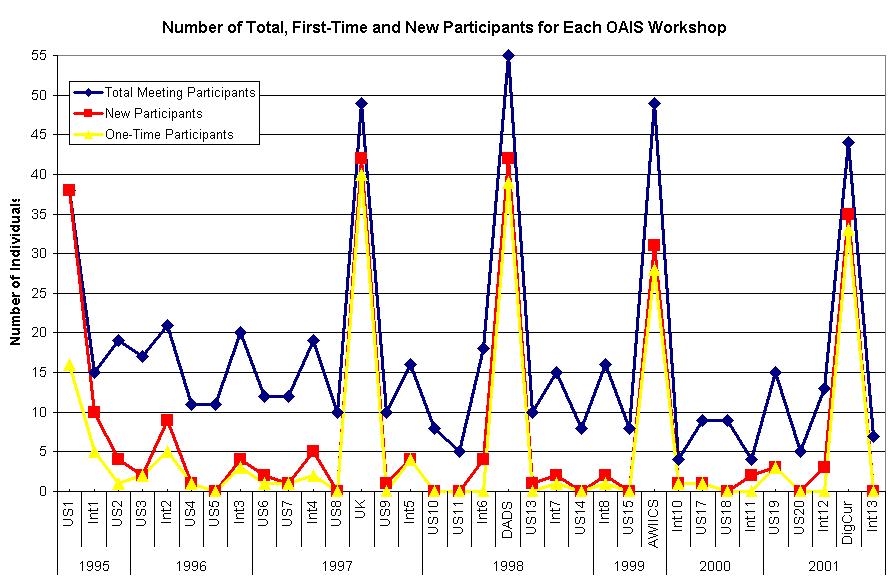 Number of Total, First-Time and New Participants for Each OAIS Workshop
55
50
45
40
35
30
25
20
15
10
5
0
Number of Individuals
Total Meeting Participants
New Participants
One-Time Participants
US1 Int1 US2 US3 Int2 US4 US5 Int3 US6 US7 Int4 US8 UK US9 Int5 US10 US11 Int6 DADS US13 Int7 US14 Int8 US15 AWIICS Int10 US17 US18 Int11 US19 US20 Int12 DigCur Int13
1995 1996 1997 1998 1999 2000 2001